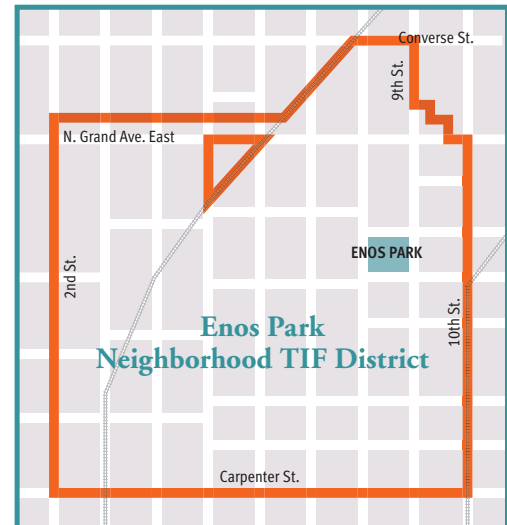 Converse St.
9th St.
N. Grand Ave. East
ENOS PARK
2nd St.
10th St.
Enos Park
Neighborhood TIF District
Carpenter St.